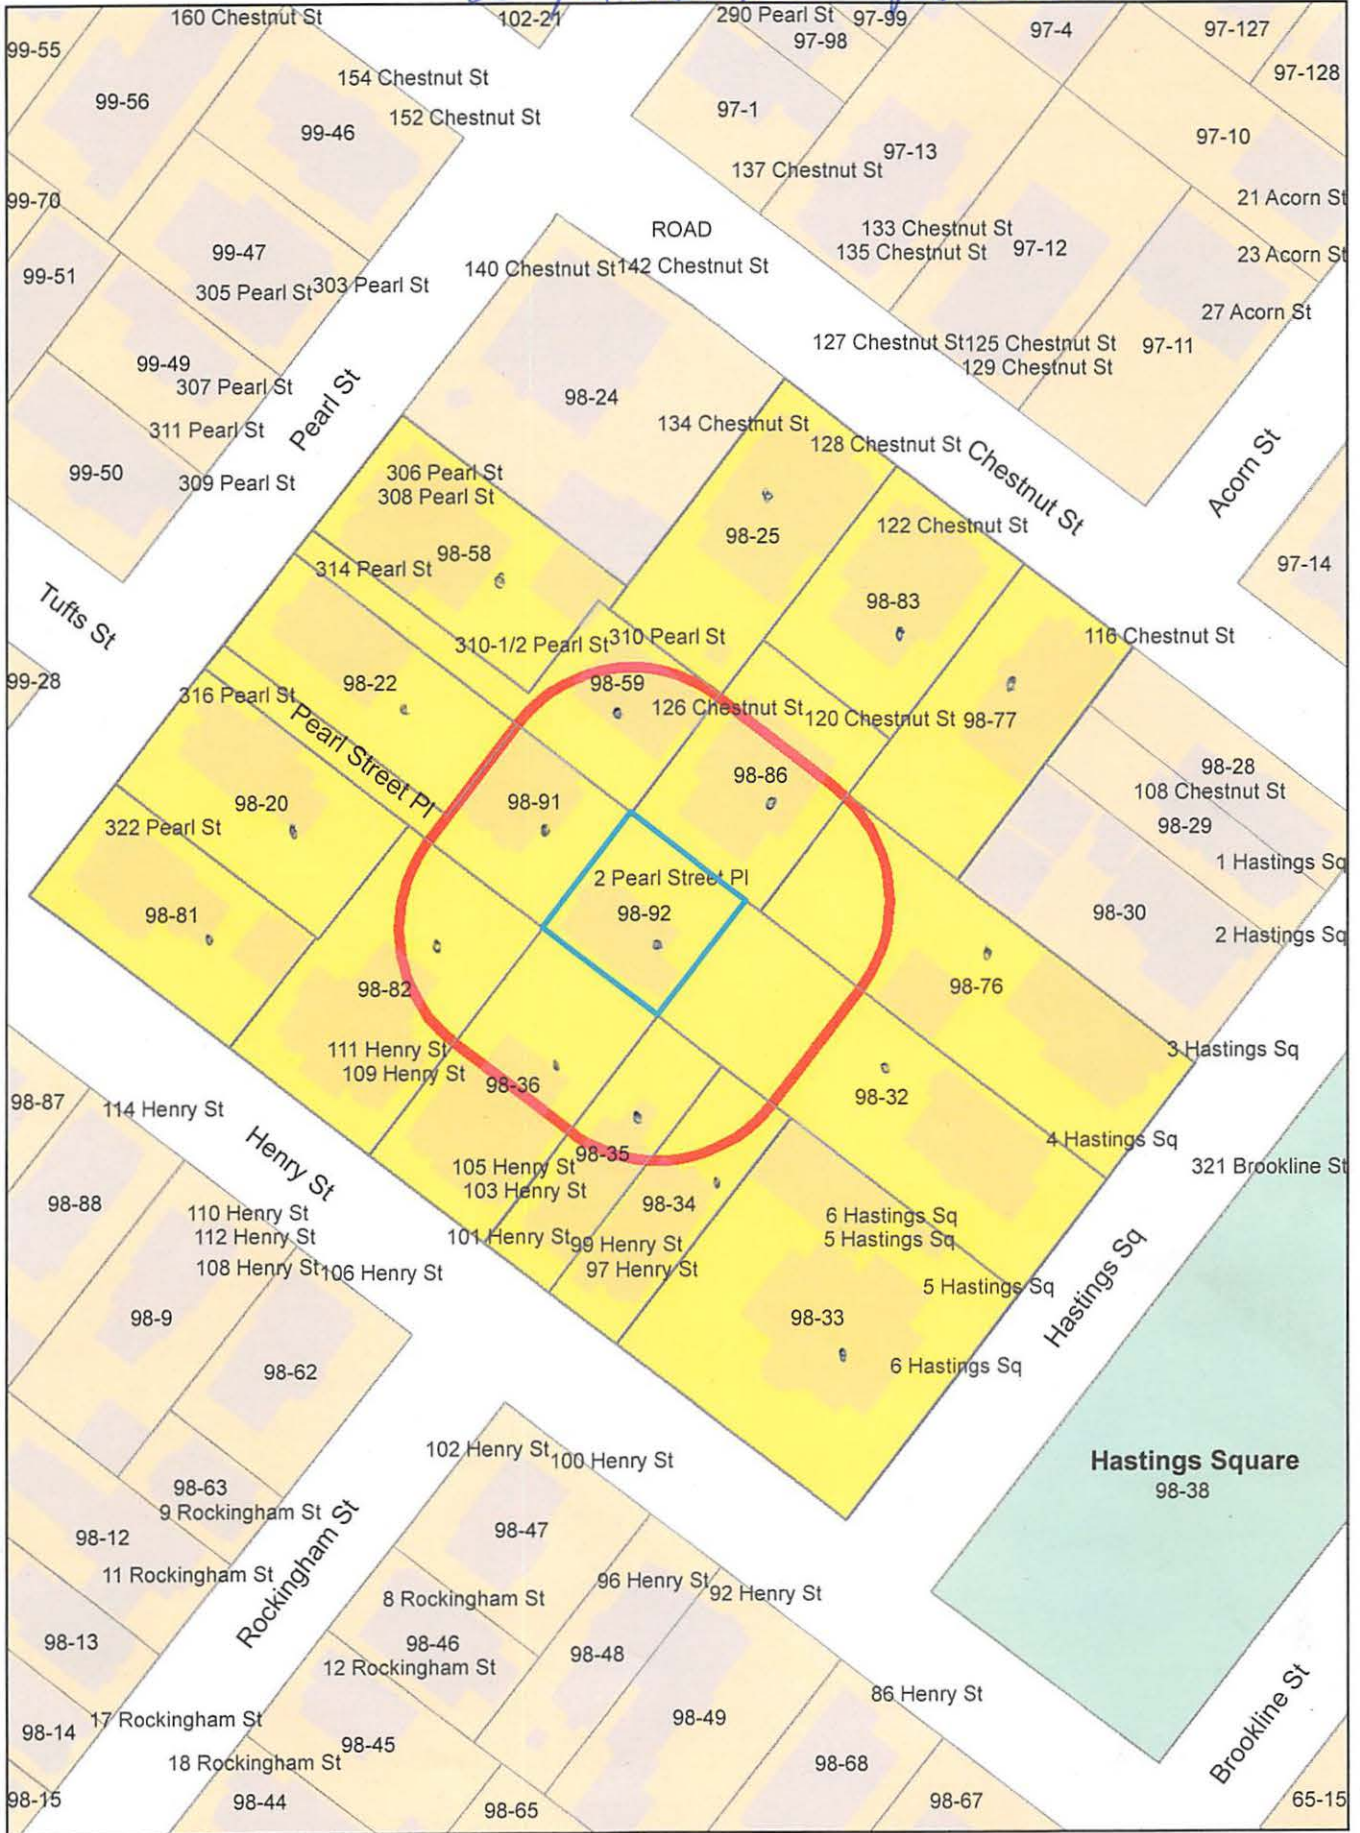 160 Chestnut St
102-21
290 Pearl St
97-99
97-98
97-4
97-127
97-128
99-55
99-56
154 Chestnut St
152 Chestnut St
99-46
97-1
97-13
97-10
137 Chestnut St
21 Acorn St
99-70
99-47
ROAD
133 Chestnut St
135 Chestnut St
97-12
23 Acorn St
99-51
305 Pearl St
303 Pearl St
140 Chestnut St
142 Chestnut St
27 Acorn St
99-49
307 Pearl St
127 Chestnut St
125 Chestnut St
129 Chestnut St
97-11
98-24
Pearl St
311 Pearl St
99-50
309 Pearl St
134 Chestnut St
128 Chestnut St
Chestnut St
Acorn St
306 Pearl St
308 Pearl St
98-58
98-25
122 Chestnut St
97-14
314 Pearl St
Tufts St
98-83
310-1/2 Pearl St
310 Pearl St
116 Chestnut St
99-28
98-22
98-59
316 Pearl St
Pearl Street Pl
126 Chestnut St
120 Chestnut St
98-77
98-86
98-28
108 Chestnut St
98-29
98-20
98-91
322 Pearl St
1 Hastings Sq
2 Pearl Street Pl
98-92
98-81
98-30
2 Hastings Sq
98-82
98-76
111 Henry St
109 Henry St
3 Hastings Sq
98-36
98-32
98-87
114 Henry St
4 Hastings Sq
Henry St
98-35
105 Henry St
103 Henry St
321 Brookline St
98-88
98-34
110 Henry St
112 Henry St
6 Hastings Sq
5 Hastings Sq
101 Henry St
99 Henry St
97 Henry St
108 Henry St
106 Henry St
5 Hastings Sq
Hastings Sq
98-9
98-33
98-62
6 Hastings Sq
102 Henry St
100 Henry St
Hastings Square
98-38
98-63
9 Rockingham St
98-12
98-47
11 Rockingham St
Rockingham St
96 Henry St
92 Henry St
8 Rockingham St
98-13
98-46
12 Rockingham St
98-48
86 Henry St
98-14
17 Rockingham St
98-49
98-45
18 Rockingham St
98-68
Brookline St
98-15
98-44
98-65
98-67
65-15